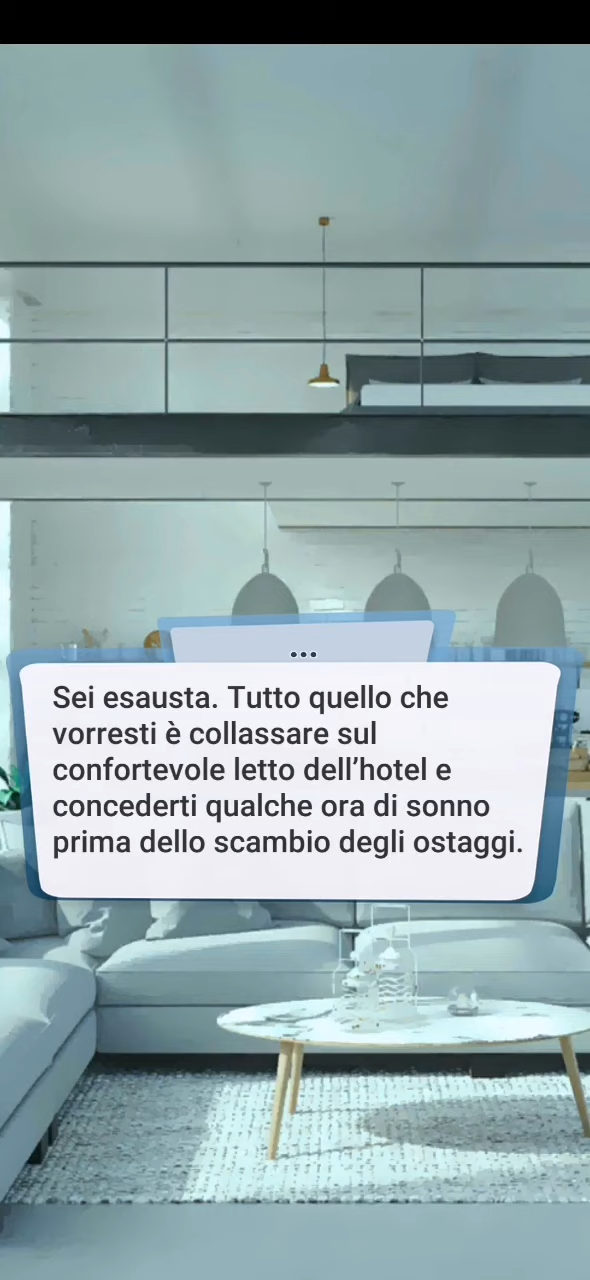 ...
Sei esausta. Tutto quello che
vorresti è collassare sul
confortevole letto dell’hotel e
concederti qualche ora di sonno
prima dello scambio degli ostaggi.